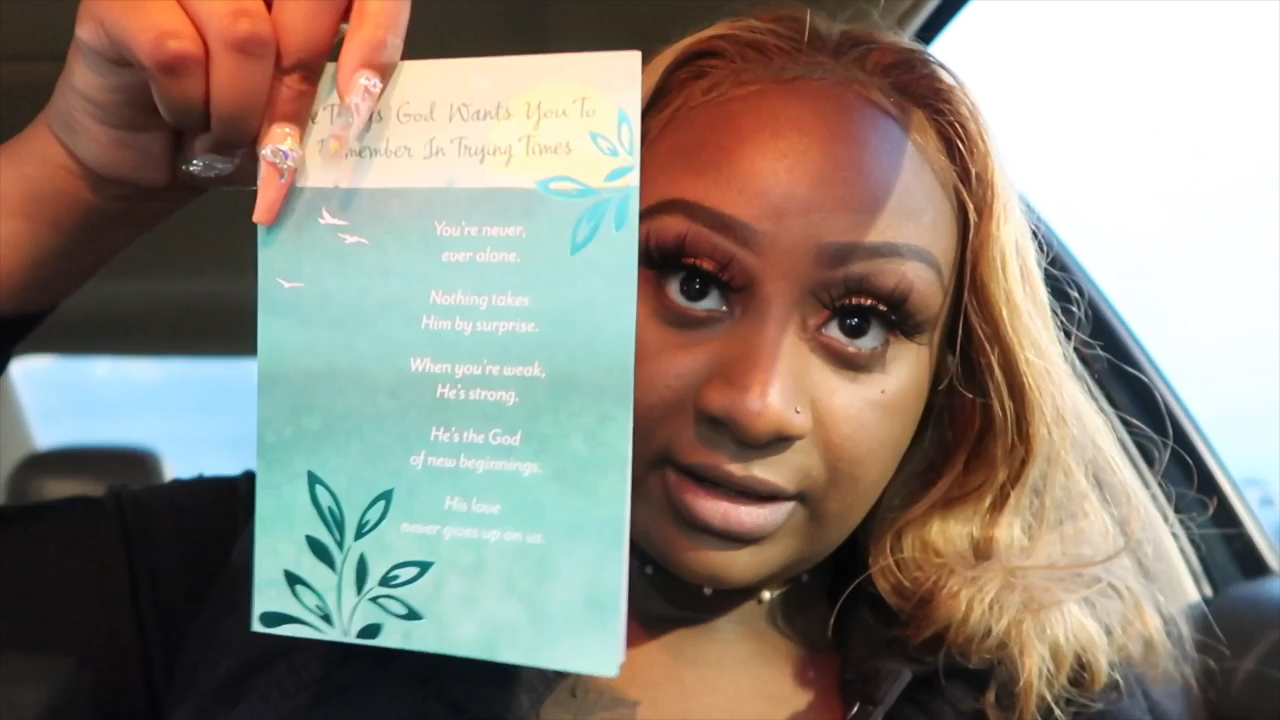 God Wants You To
In Trying Times
You're never,
ever alone.
Nothing takes
Him by surprise.
When you're weak,
He's strong.
He's the God
of new beginnings.
His love
never gives up on us.